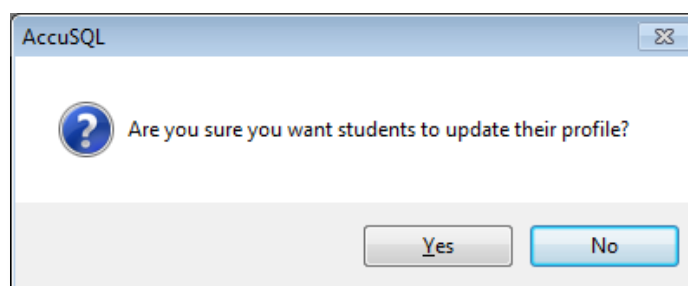 AccuSQL
Are you sure you want students to update their profile?
Yes
No